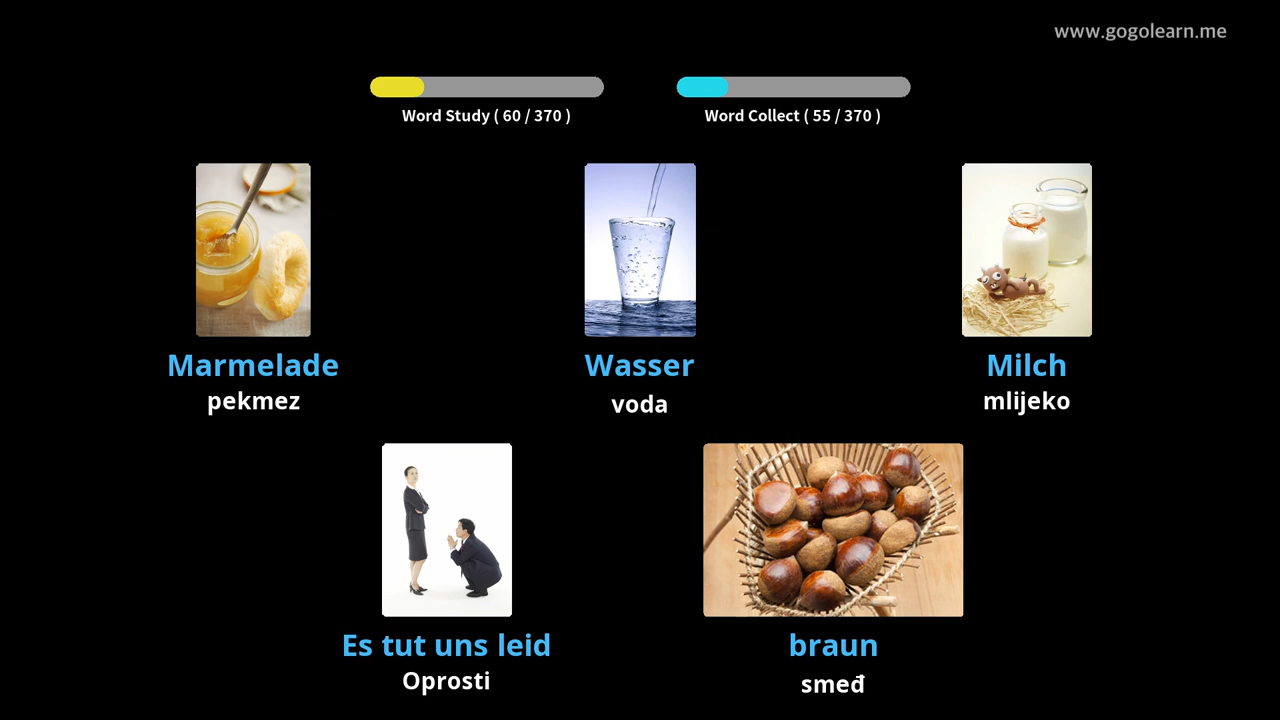 www.gogolearn.me
Word Study ( 60 / 370 )
Word Collect ( 55 / 370 )
Marmelade
pekmez
Wasser
voda
Milch
mlijeko
Es tut uns leid
Oprosti
braun
smeđ